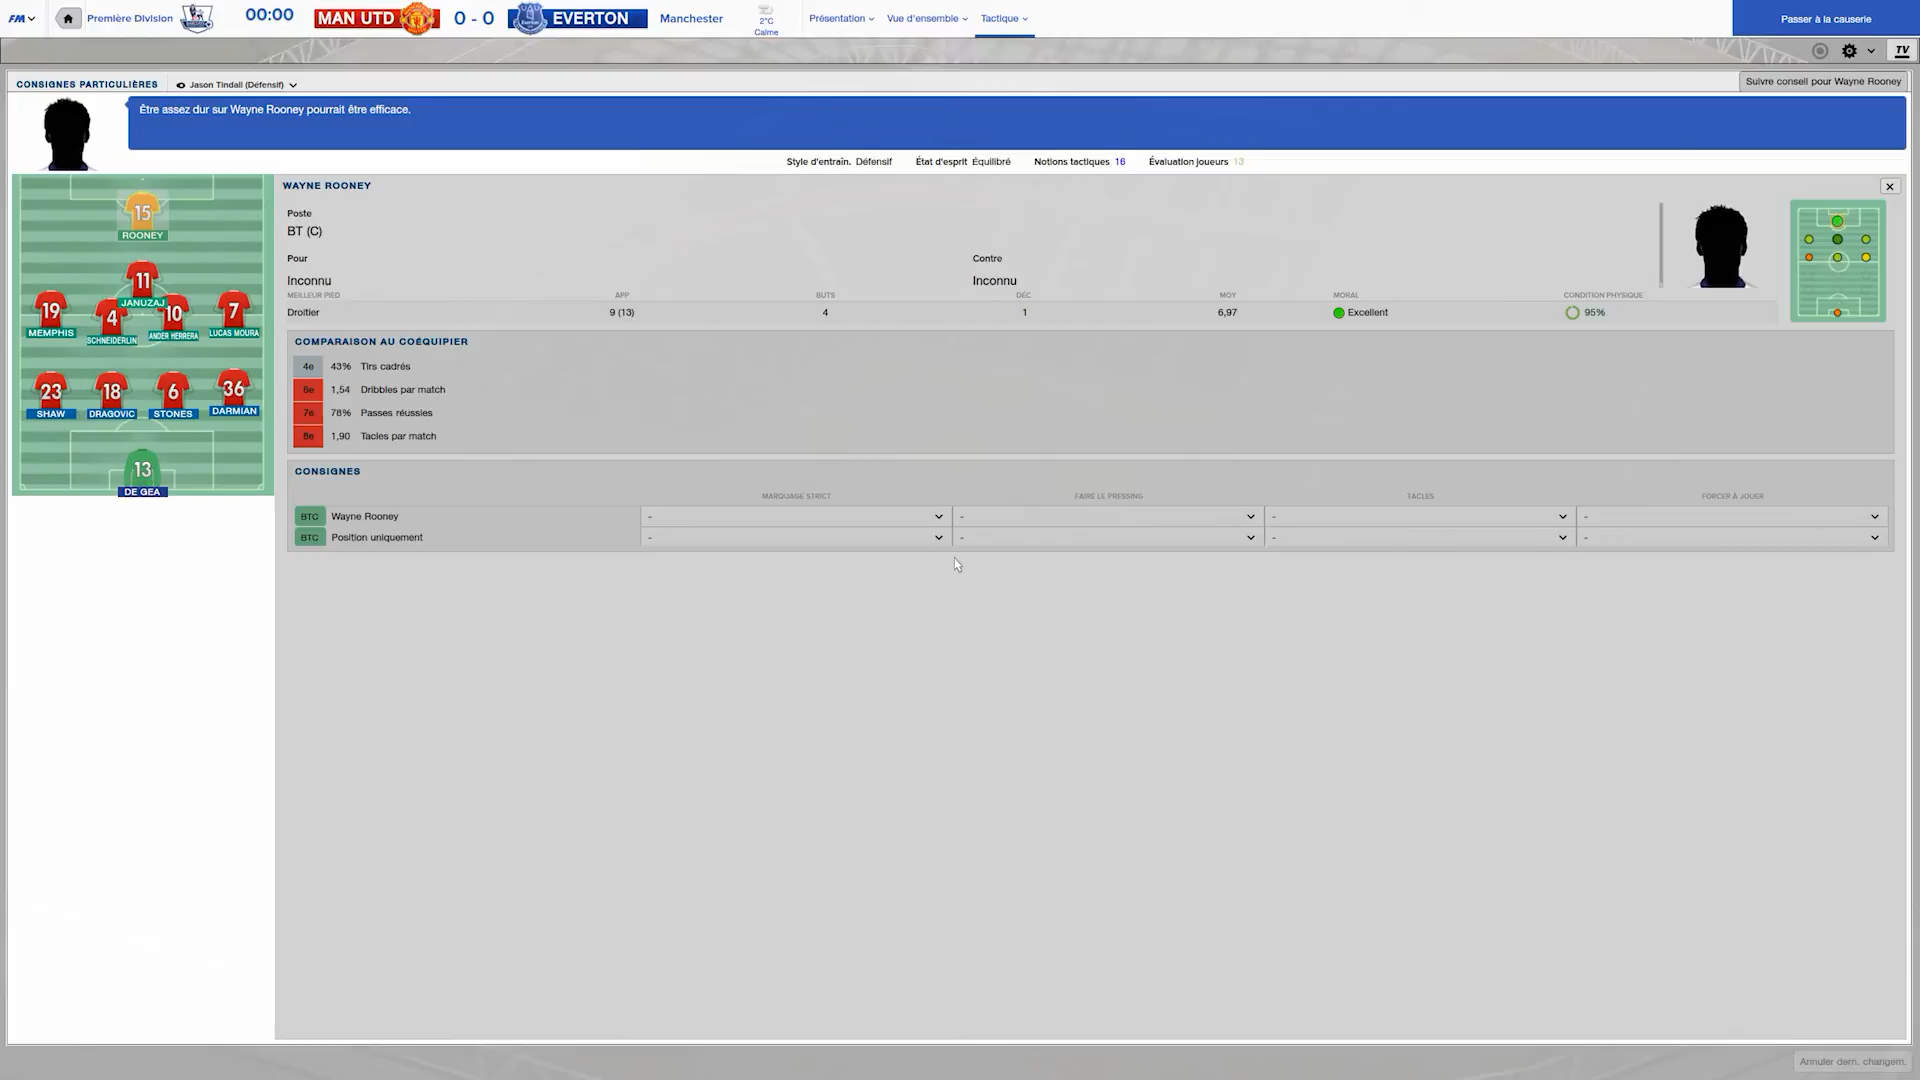 FM
Première Division
00:00
MAN UTD
0 - 0
EVERTON
Manchester
2°C
Calme
Présentation
Vue d'ensemble
Tactique
Passer à la causerie
TV
CONSIGNES PARTICULIÈRES
Jason Tindall (Défensif)
Suivre conseil pour Wayne Rooney
Être assez dur sur Wayne Rooney pourrait être efficace.
Style d'entraîn. Défensif
État d'esprit Équilibré
Notions tactiques 16
Évaluation joueurs 13
15
ROONEY
11
JANUZAJ
19
MEMPHIS
4
SCHNEIDERLIN
10
ANDER HERRERA
7
LUCAS MOURA
23
SHAW
18
DRAGOVIC
6
STONES
36
DARMIAN
13
DE GEA
WAYNE ROONEY
Poste
BT (C)
Pour
Contre
Inconnu
Inconnu
MEILLEUR PIED APP BUTS DÉC MOY MORAL CONDITION PHYSIQUE
Droitier 9 (13) 4 1 6,97 Excellent 95%
COMPARAISON AU COÉQUIPIER
4e 43% Tirs cadrés
6e 1,54 Dribbles par match
7e 78% Passes réussies
8e 1,90 Tacles par match
CONSIGNES
MARQUAGE STRICT FAIRE LE PRESSING TACLES FORCER À JOUER
BTC Wayne Rooney - - - -
BTC Position uniquement - - - -
Annuler dern. changem.